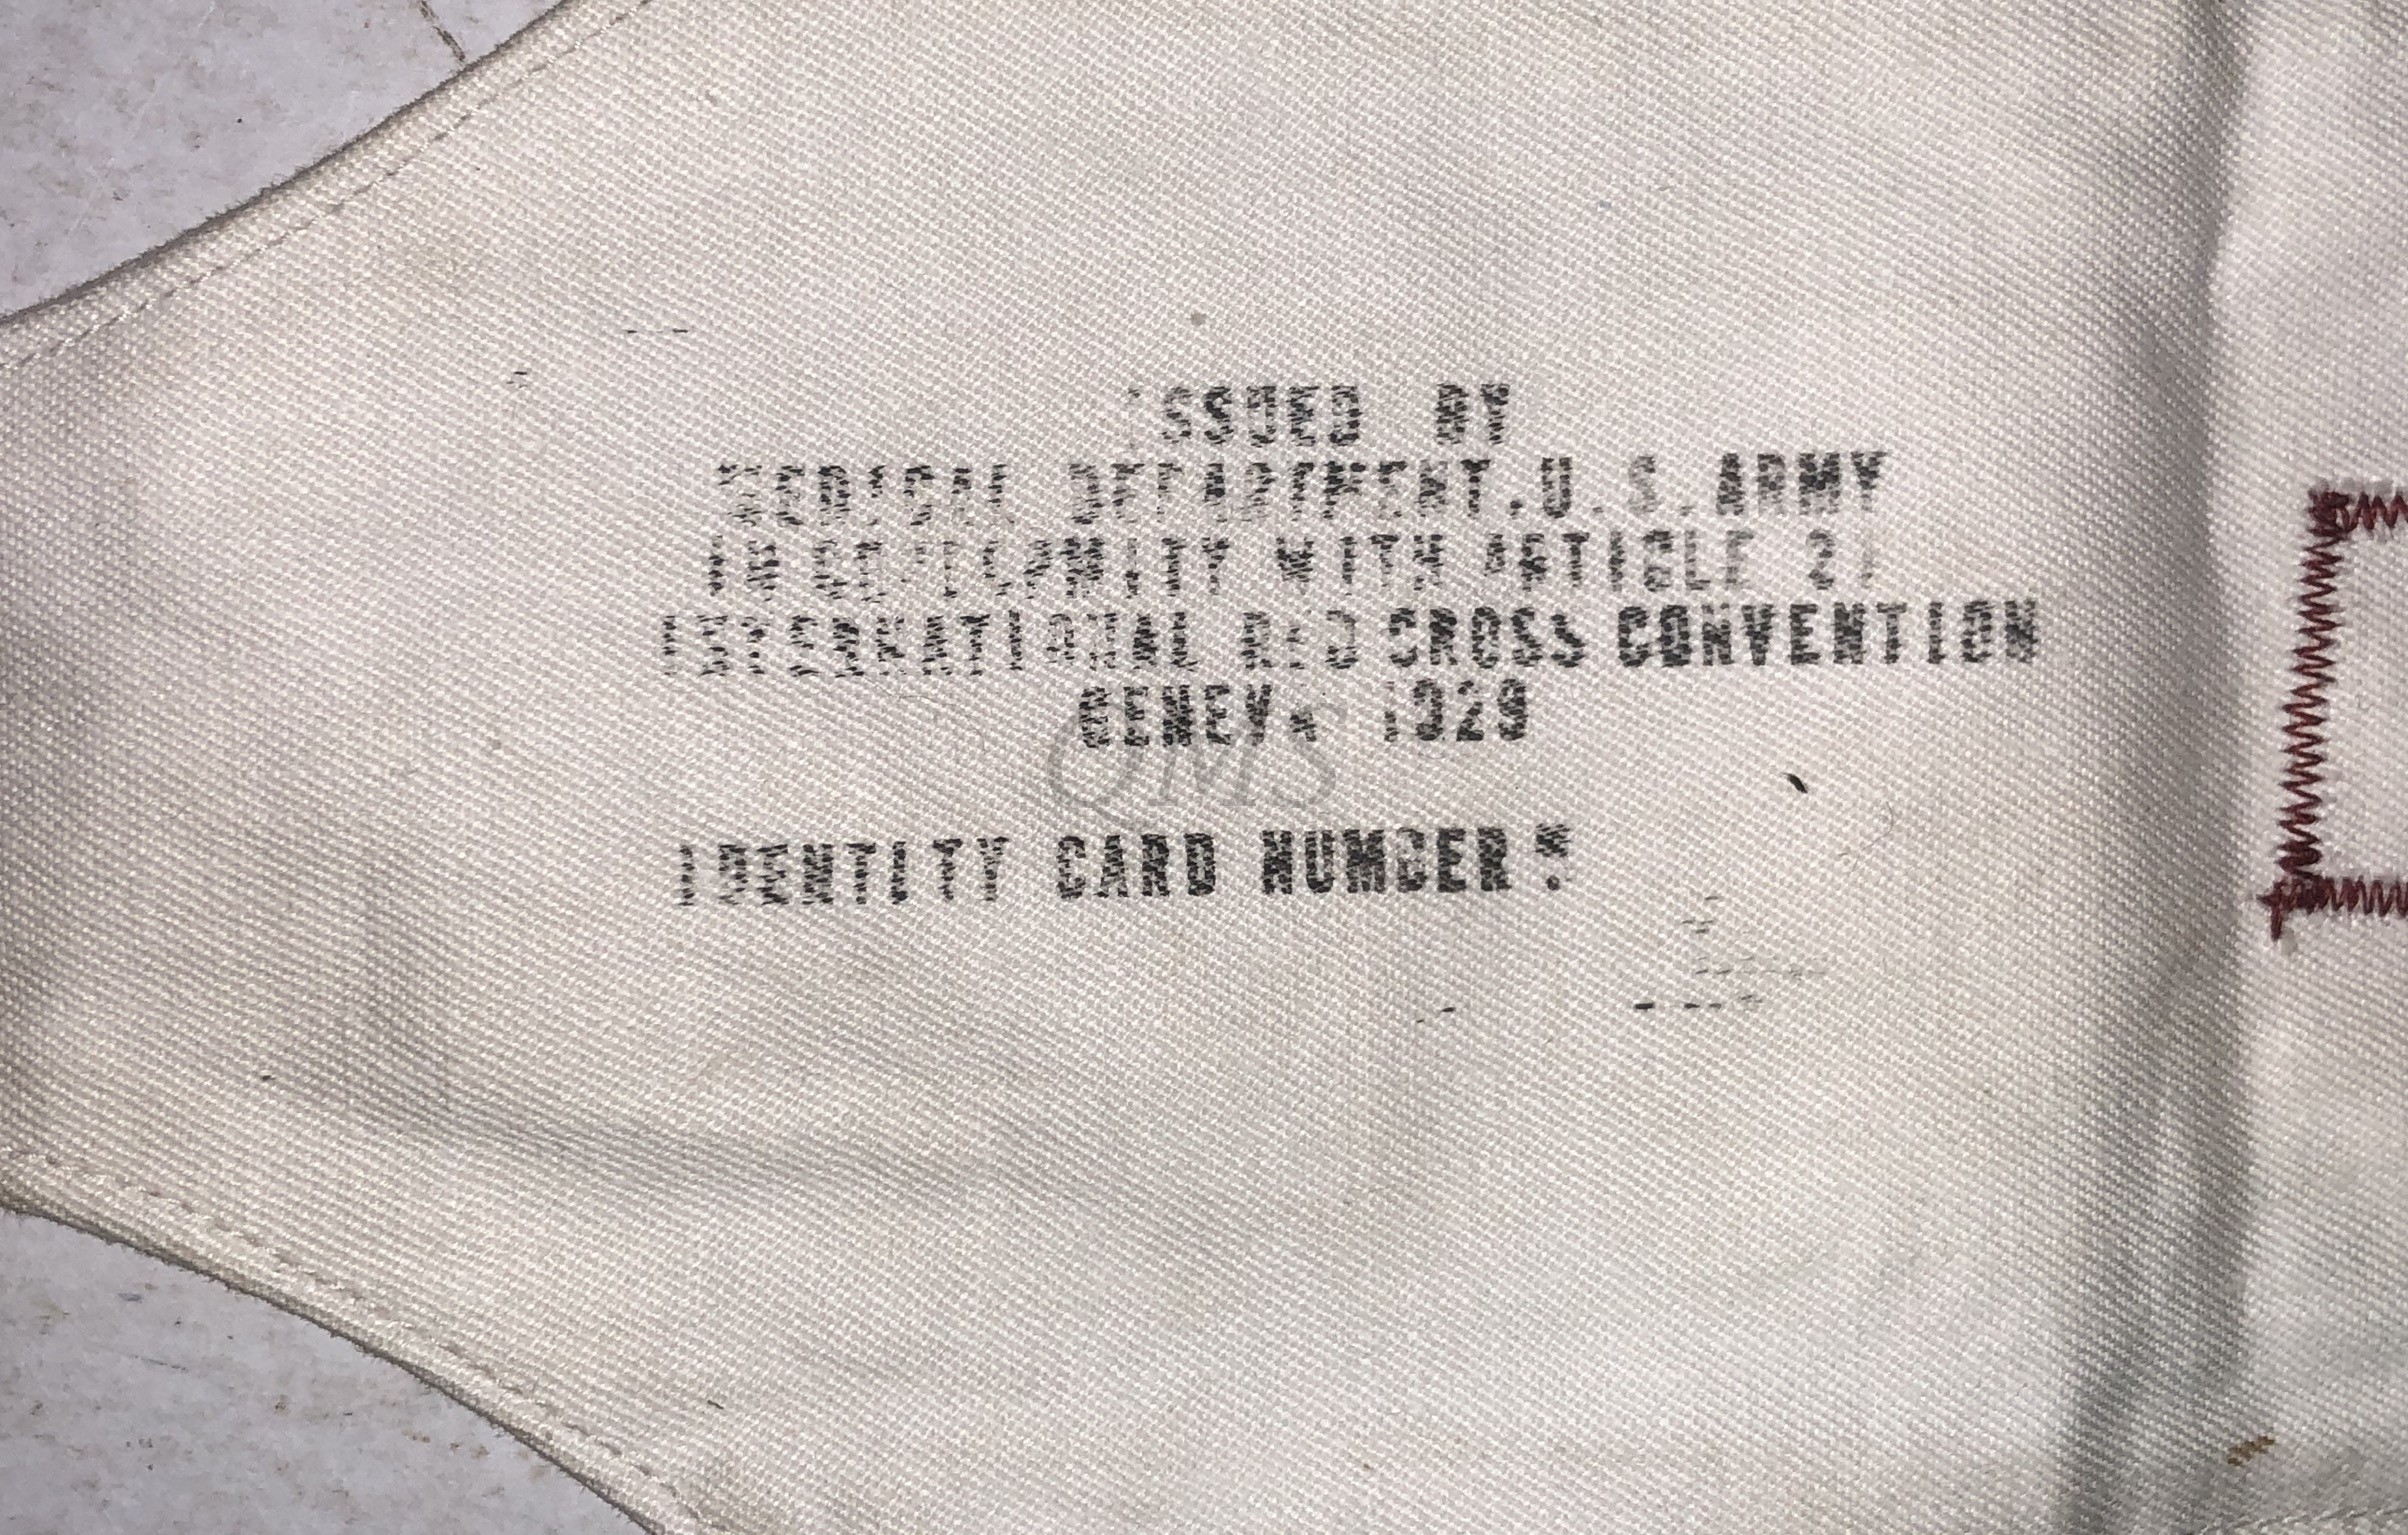 ISSUED BY
MEDICAL DEPARTMENT.U.S.ARMY
IN CONFORMITY WITH ARTICLE 21
INTERNATIONAL RED CROSS CONVENTION
GENEVA 1929
QMS
IDENTITY CARD NUMBER: